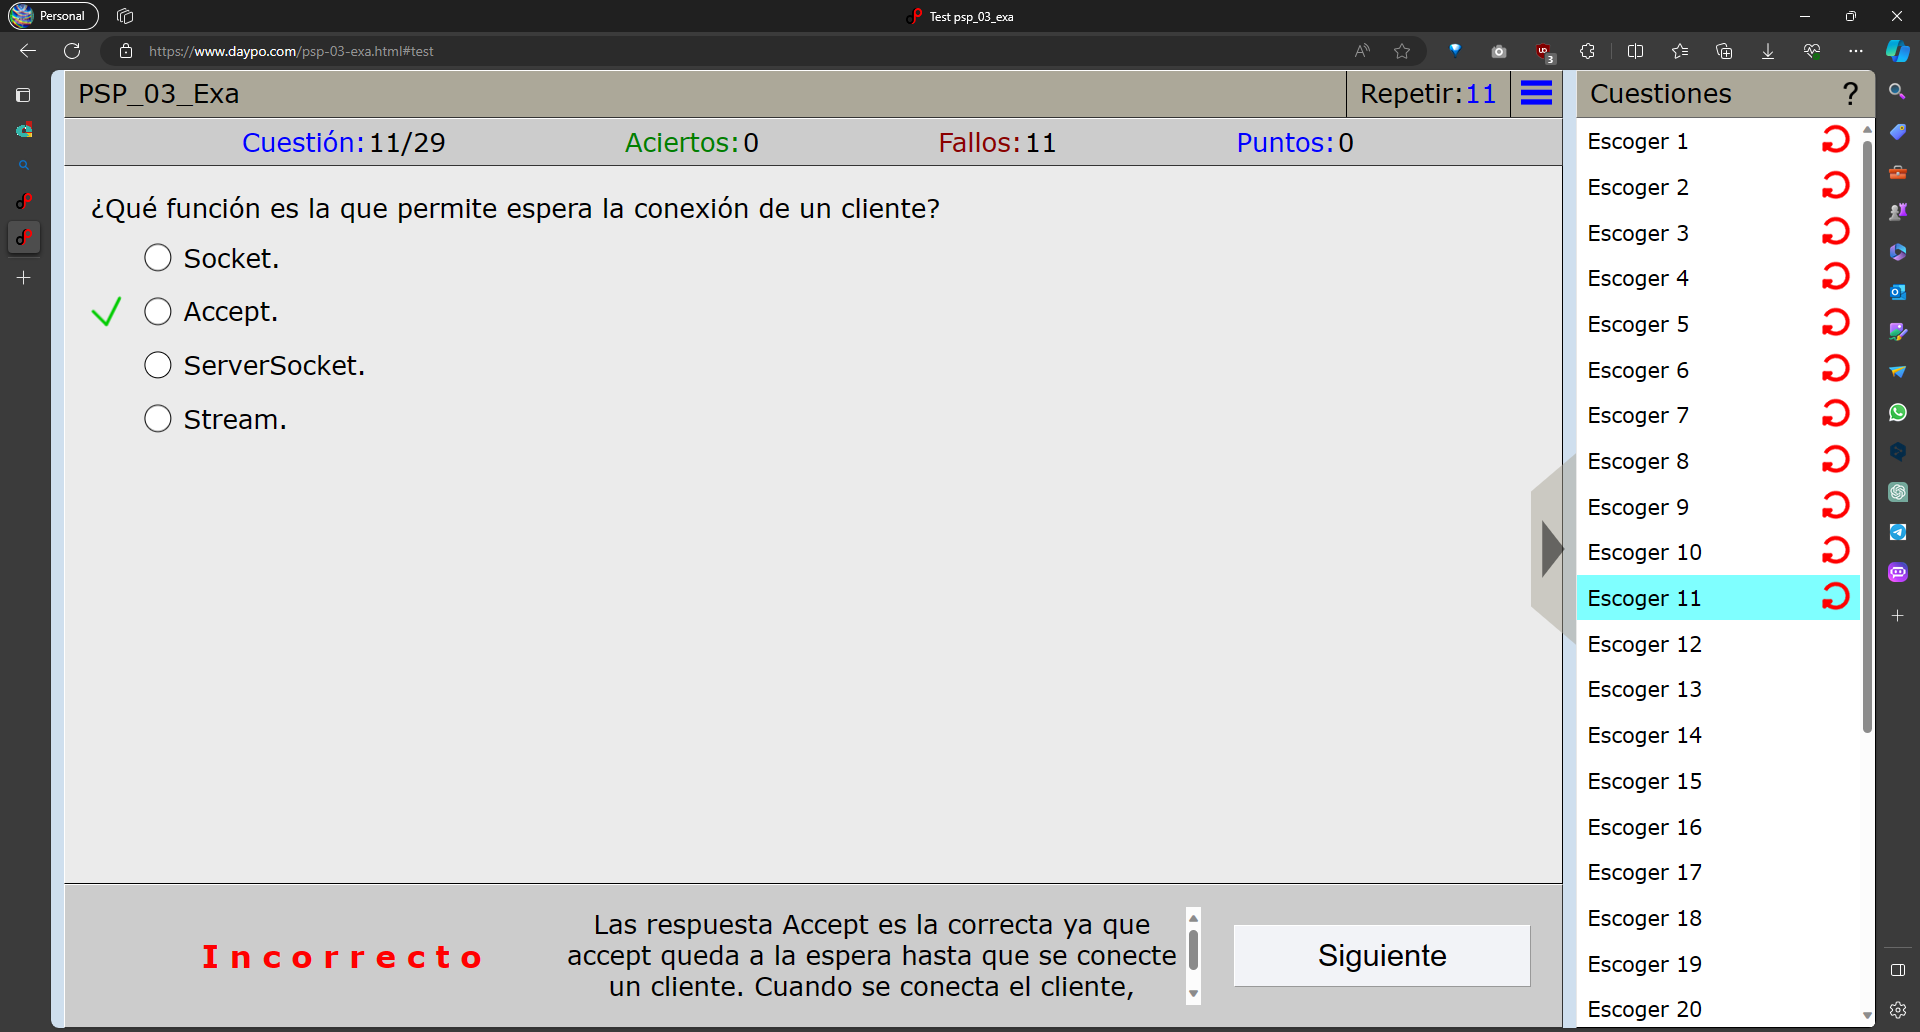 Personal
Test psp_03_exa
https://www.daypo.com/psp-03-exa.html#test
3
PSP_03_Exa
Repetir:11
Cuestión:11/29
Aciertos:0
Fallos:11
Puntos:0
¿Qué función es la que permite espera la conexión de un cliente?
Socket.
Accept.
ServerSocket.
Stream.
Incorrecto
Las respuesta Accept es la correcta ya que
accept queda a la espera hasta que se conecte
un cliente. Cuando se conecta el cliente,
Siguiente
Cuestiones
?
Escoger 1
Escoger 2
Escoger 3
Escoger 4
Escoger 5
Escoger 6
Escoger 7
Escoger 8
Escoger 9
Escoger 10
Escoger 11
Escoger 12
Escoger 13
Escoger 14
Escoger 15
Escoger 16
Escoger 17
Escoger 18
Escoger 19
Escoger 20